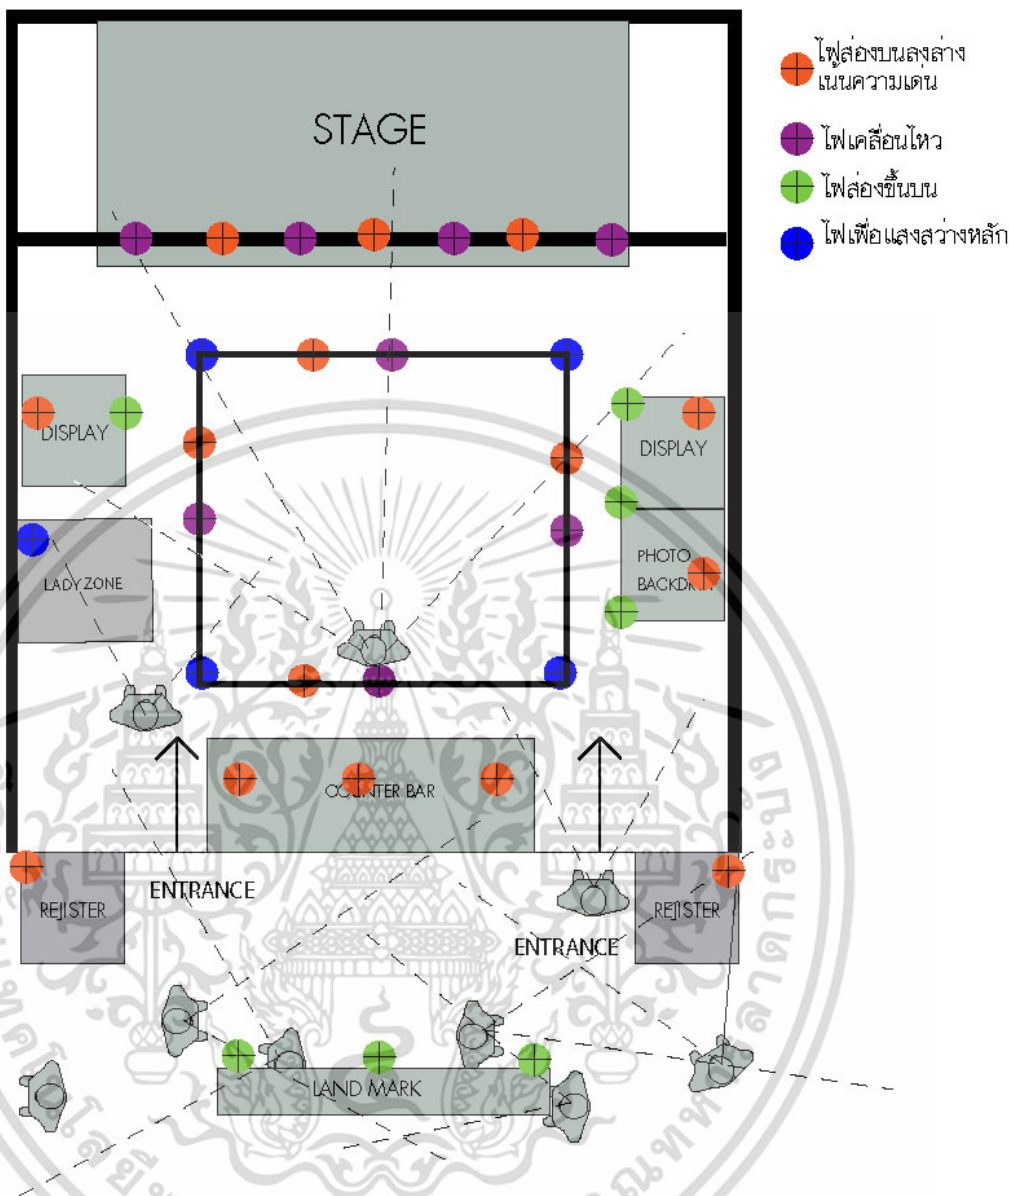 STAGE
ไฟส่องบนลงล่าง
เน้นความเด่น
ไฟเคลื่อนไหว
ไฟส่องขึ้นบน
ไฟเพื่อแสงสว่างหลัก
DISPLAY
DISPLAY
LADY ZONE
PHOTO
COUNTER BAR
ENTRANCE
REJISTER
REJISTER
ENTRANCE
LAND MARK